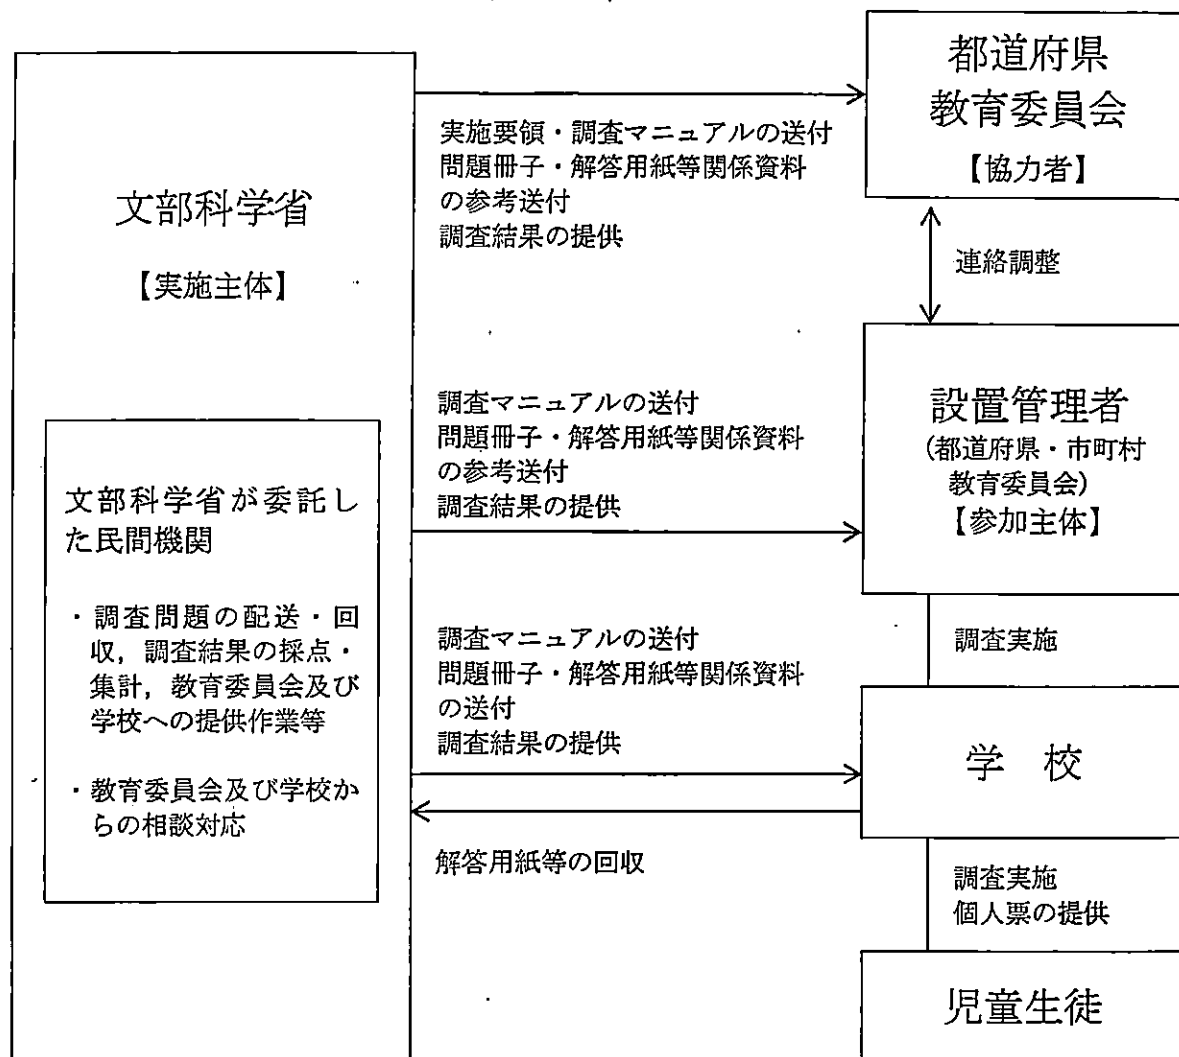 文部科学省
【実施主体】
文部科学省が委託し
た民間機関
・調査問題の配送・回
収，調査結果の採点・
集計，教育委員会及び
学校への提供作業等
・教育委員会及び学校か
らの相談対応
実施要領・調査マニュアルの送付
問題冊子・解答用紙等関係資料
の参考送付
調査結果の提供
調査マニュアルの送付
問題冊子・解答用紙等関係資料
の参考送付
調査結果の提供
調査マニュアルの送付
問題冊子・解答用紙等関係資料
の送付
調査結果の提供
解答用紙等の回収
都道府県
教育委員会
【協力者】
連絡調整
設置管理者
(都道府県・市町村
教育委員会)
【参加主体】
調査実施
学　校
調査実施
個人票の提供
児童生徒